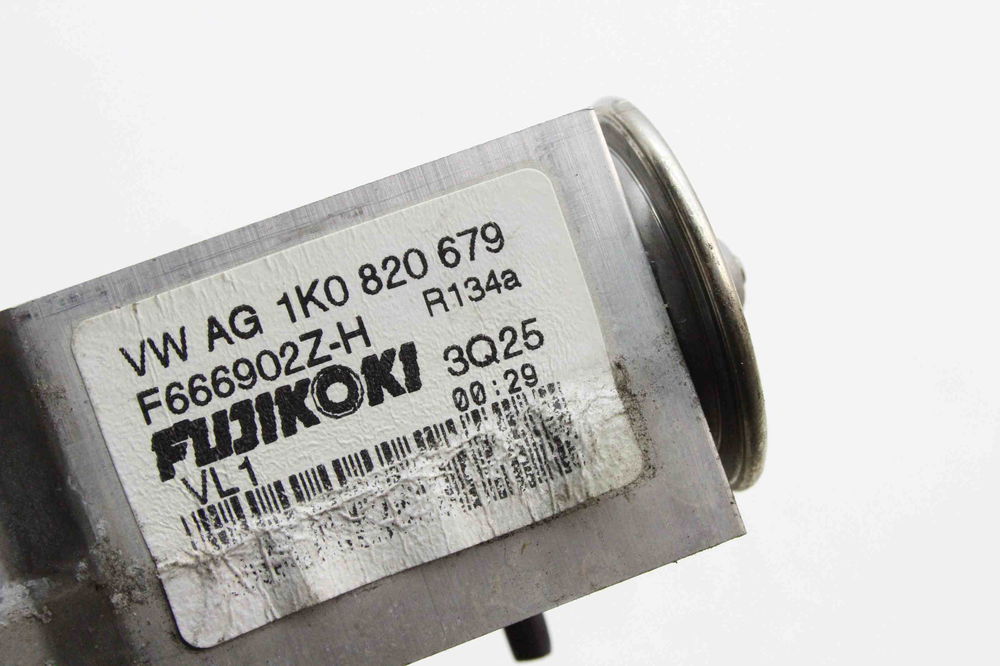 VW AG 1K0 820 679
F666902Z-H R134a
FUJIKOKI 3Q25
VL1 00:29